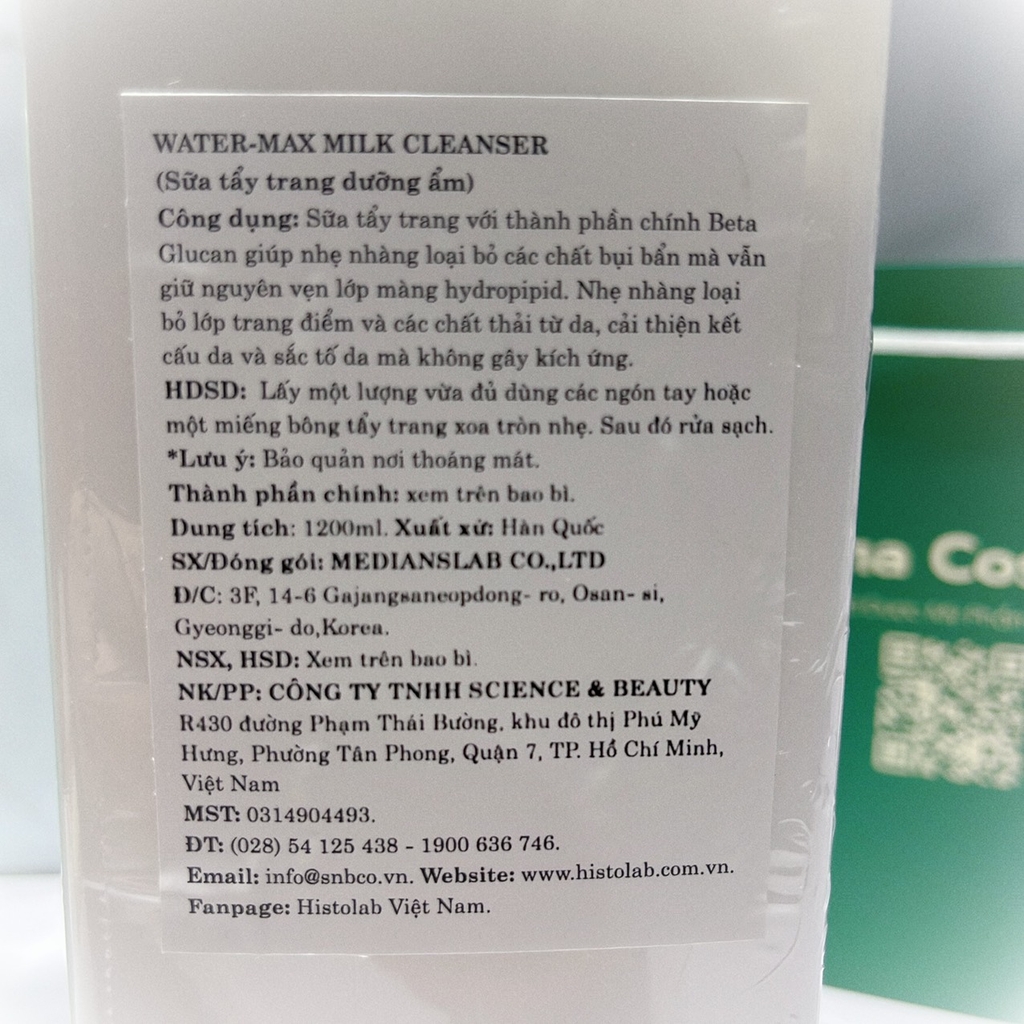 WATER-MAX MILK CLEANSER
(Sữa tẩy trang dưỡng ẩm)
Công dụng: Sữa tẩy trang với thành phần chính Beta
Glucan giúp nhẹ nhàng loại bỏ các chất bụi bẩn mà vẫn
giữ nguyên vẹn lớp màng hydropipid. Nhẹ nhàng loại
bỏ lớp trang điểm và các chất thải từ da, cải thiện kết
cấu da và sắc tố da mà không gây kích ứng.
HDSD: Lấy một lượng vừa đủ dùng các ngón tay hoặc
một miếng bông tẩy trang xoa tròn nhẹ. Sau đó rửa sạch.
*Lưu ý: Bảo quản nơi thoáng mát.
Thành phần chính: xem trên bao bì.
Dung tích: 1200ml. Xuất xứ: Hàn Quốc
SX/Đóng gói: MEDIANSLAB CO.,LTD
Đ/C: 3F, 14-6 Gajangsaneopdong- ro, Osan- si,
Gyeonggi- do,Korea.
NSX, HSD: Xem trên bao bì.
NK/PP: CÔNG TY TNHH SCIENCE & BEAUTY
R430 đường Phạm Thái Bường, khu đô thị Phú Mỹ
Hưng, Phường Tân Phong, Quận 7, TP. Hồ Chí Minh,
Việt Nam
MST: 0314904493.
ĐT: (028) 54 125 438 - 1900 636 746.
Email: info@snbco.vn. Website: www.histolab.com.vn.
Fanpage: Histolab Việt Nam.